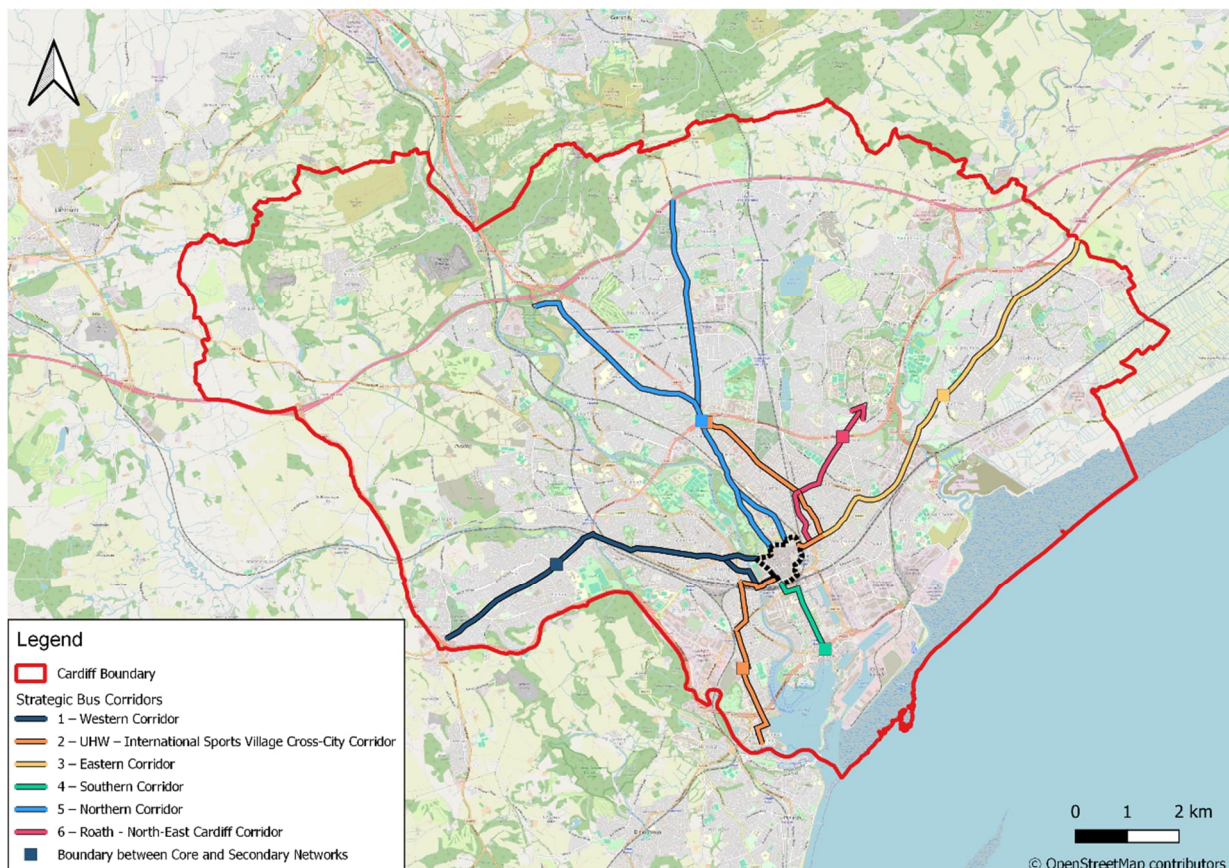 Legend
Cardiff Boundary
Strategic Bus Corridors
1 – Western Corridor
2 – UHW – International Sports Village Cross-City Corridor
3 – Eastern Corridor
4 – Southern Corridor
5 – Northern Corridor
6 – Roath - North-East Cardiff Corridor
Boundary between Core and Secondary Networks
0 1 2 km
© OpenStreetMap contributors